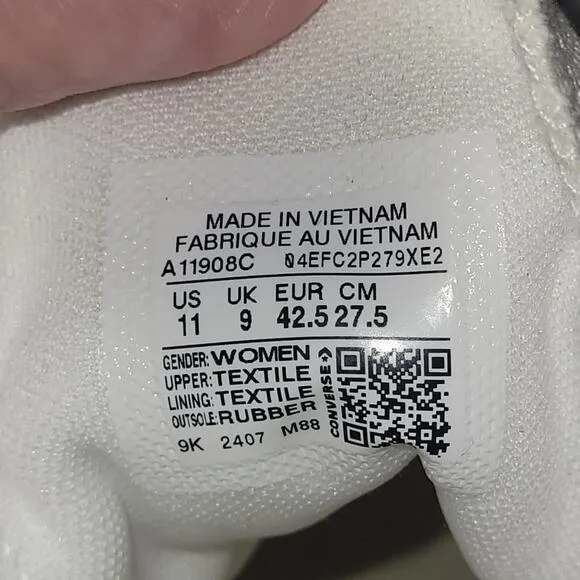 MADE IN VIETNAM
FABRIQUE AU VIETNAM
A11908C 04EFC2P279XE2
US UK EUR CM
11 9 42.5 27.5
GENDER: WOMEN
UPPER: TEXTILE
LINING: TEXTILE
OUTSOLE: RUBBER
9K 2407 M88
CONVERSE